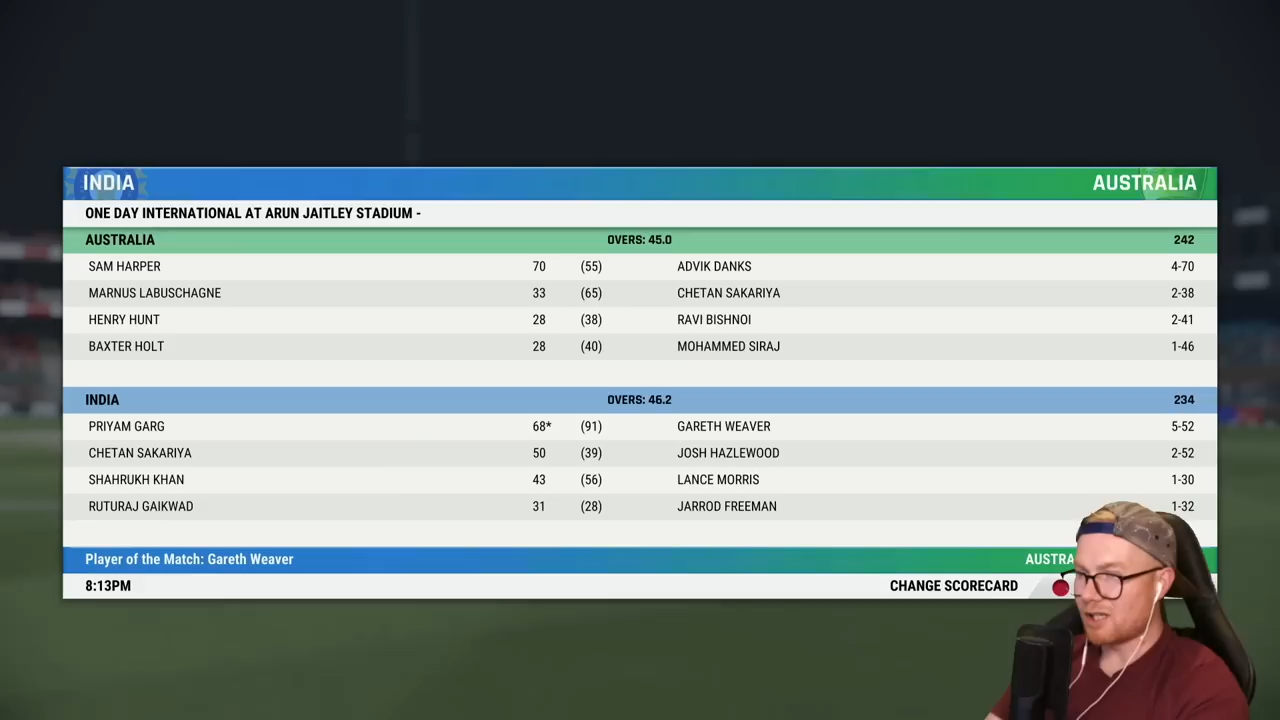 INDIA AUSTRALIA
ONE DAY INTERNATIONAL AT ARUN JAITLEY STADIUM -
AUSTRALIA OVERS: 45.0 242
SAM HARPER 70 (55) ADVIK DANKS 4-70
MARNUS LABUSCHAGNE 33 (65) CHETAN SAKARIYA 2-38
HENRY HUNT 28 (38) RAVI BISHNOI 2-41
BAXTER HOLT 28 (40) MOHAMMED SIRAJ 1-46
INDIA OVERS: 46.2 234
PRIYAM GARG 68* (91) GARETH WEAVER 5-52
CHETAN SAKARIYA 50 (39) JOSH HAZLEWOOD 2-52
SHAHRUKH KHAN 43 (56) LANCE MORRIS 1-30
RUTURAJ GAIKWAD 31 (28) JARROD FREEMAN 1-32
Player of the Match: Gareth Weaver AUSTRA
8:13PM CHANGE SCORECARD